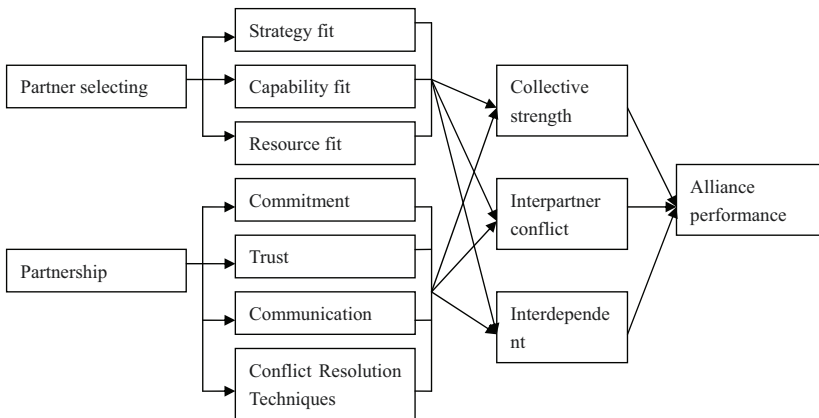 Partner selecting
Strategy fit
Capability fit
Resource fit
Partnership
Commitment
Trust
Communication
Conflict Resolution
Techniques
Collective
strength
Interpartner
conflict
Interdepende
nt
Alliance
performance